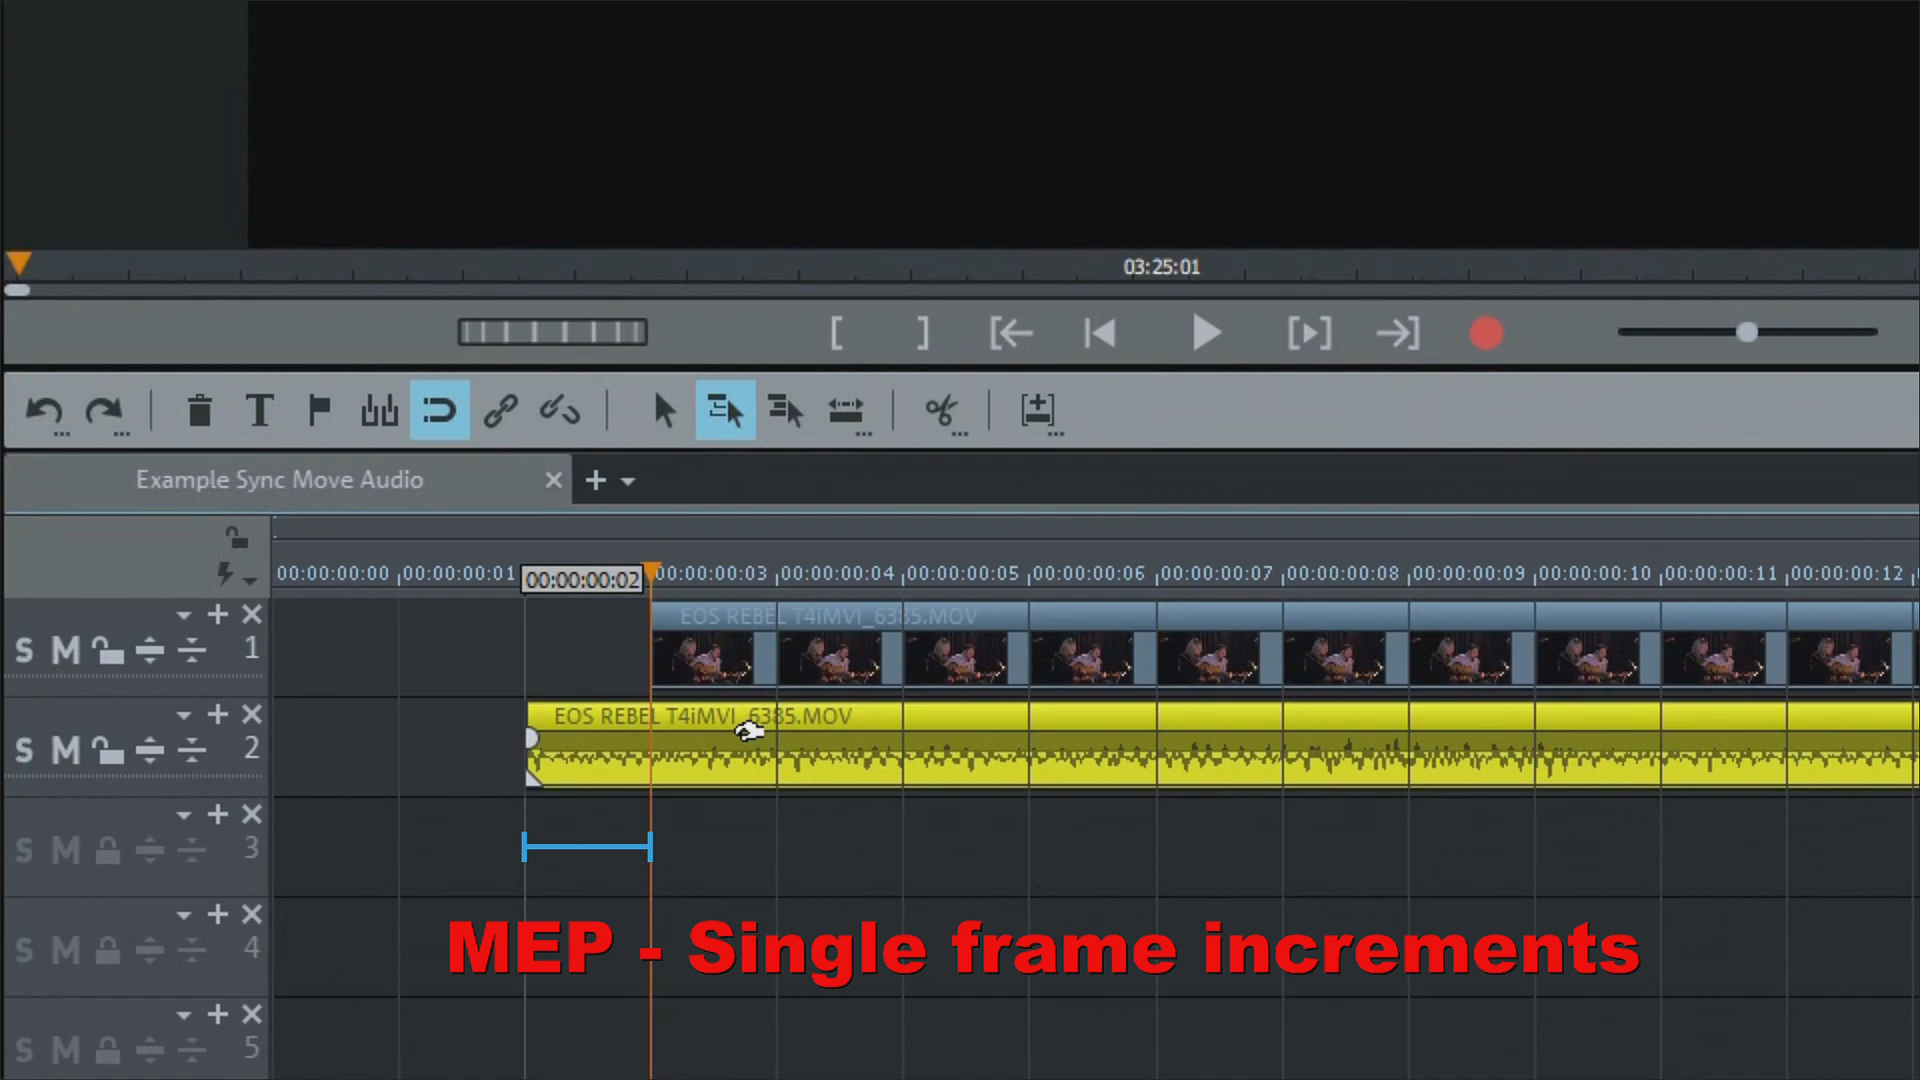 03:25:01
[ ]
T
Example Sync Move Audio
00:00:00:00 00:00:00:01 00:00:00:02 00:00:00:03 00:00:00:04 00:00:00:05 00:00:00:06 00:00:00:07 00:00:00:08 00:00:00:09 00:00:00:10 00:00:00:11 00:00:00:12
EOS REBEL T4iMVI_6385.MOV
S M 1
EOS REBEL T4iMVI_6385.MOV
S M 2
S M 3
MEP - Single frame increments
S M 4
S M 5